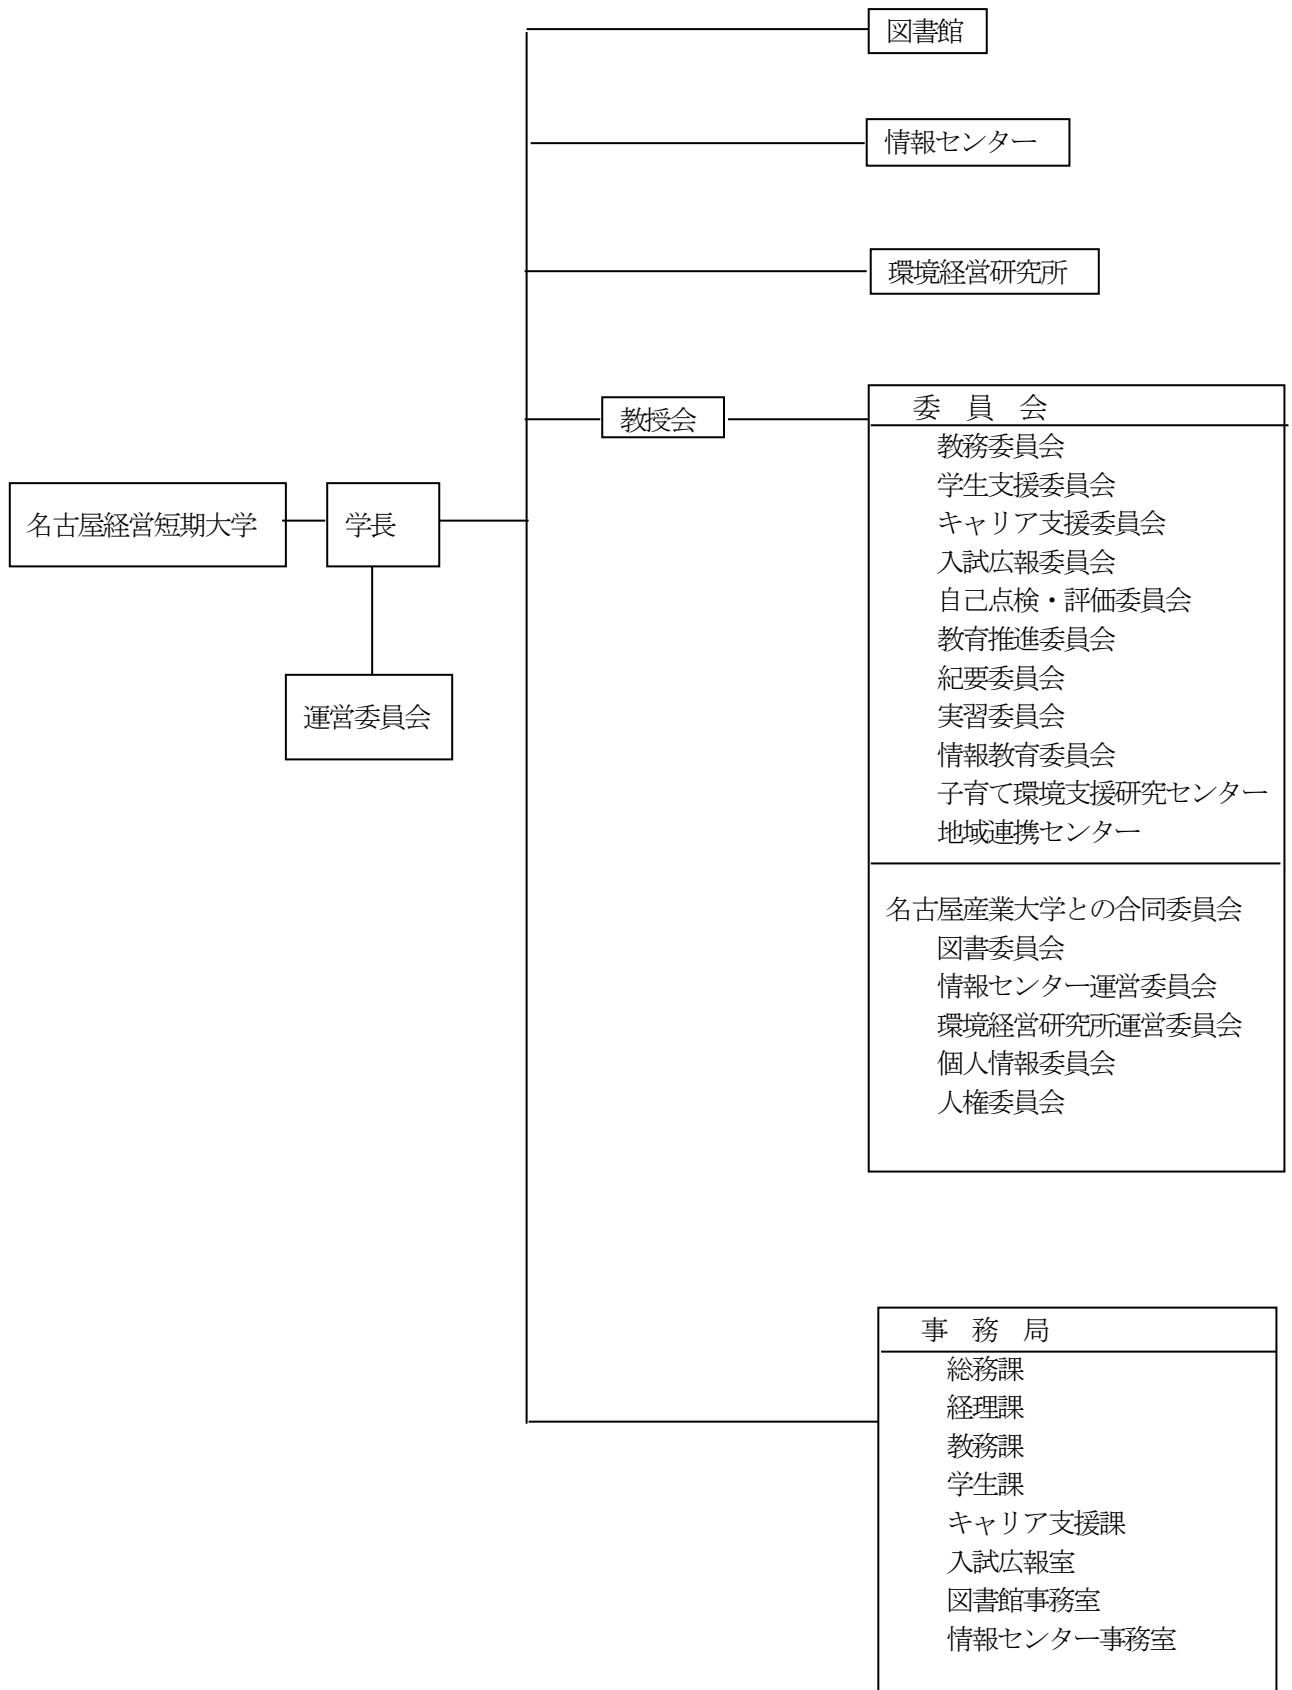 図書館
情報センター
環境経営研究所
教授会
委　員　会
教務委員会
学生支援委員会
キャリア支援委員会
入試広報委員会
自己点検・評価委員会
教育推進委員会
紀要委員会
実習委員会
情報教育委員会
子育て環境支援研究センター
地域連携センター
名古屋産業大学との合同委員会
図書委員会
情報センター運営委員会
環境経営研究所運営委員会
個人情報委員会
人権委員会
名古屋経営短期大学
学長
運営委員会
事　務　局
総務課
経理課
教務課
学生課
キャリア支援課
入試広報室
図書館事務室
情報センター事務室